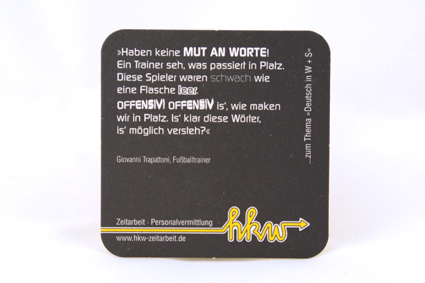 »Haben keine MUT AN WORTE!
Ein Trainer seh, was passiert in Platz.
Diese Spieler waren schwach wie
eine Flasche leer.
OFFENSIV! OFFENSIV is', wie maken
wir in Platz. Is' klar diese Wörter,
is' möglich versteh?«
Giovanni Trapattoni, Fußballtrainer
...zum Thema »Deutsch in W + S«
Zeitarbeit · Personalvermittlung
hkw
www.hkw-zeitarbeit.de